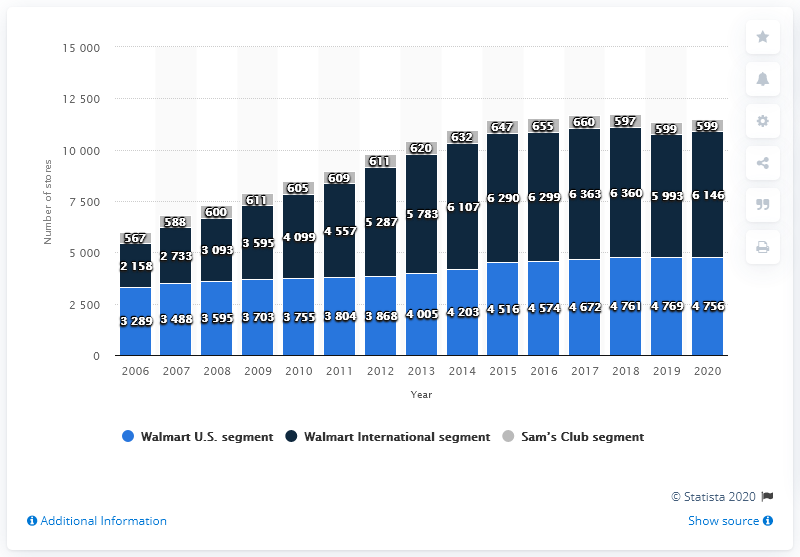 15 000
12 500
10 000
7 500
5 000
2 500
0
Number of stores
567 588 600 611 605 609 611 620 632 647 655 660 597 599 599
2 158 2 733 3 093 3 595 4 099 4 557 5 287 5 783 6 107 6 290 6 299 6 363 6 360 5 993 6 146
3 289 3 488 3 595 3 703 3 755 3 804 3 868 4 005 4 203 4 516 4 574 4 672 4 761 4 769 4 756
2006 2007 2008 2009 2010 2011 2012 2013 2014 2015 2016 2017 2018 2019 2020
Year
Walmart U.S. segment Walmart International segment Sam's Club segment
© Statista 2020
Additional Information Show source